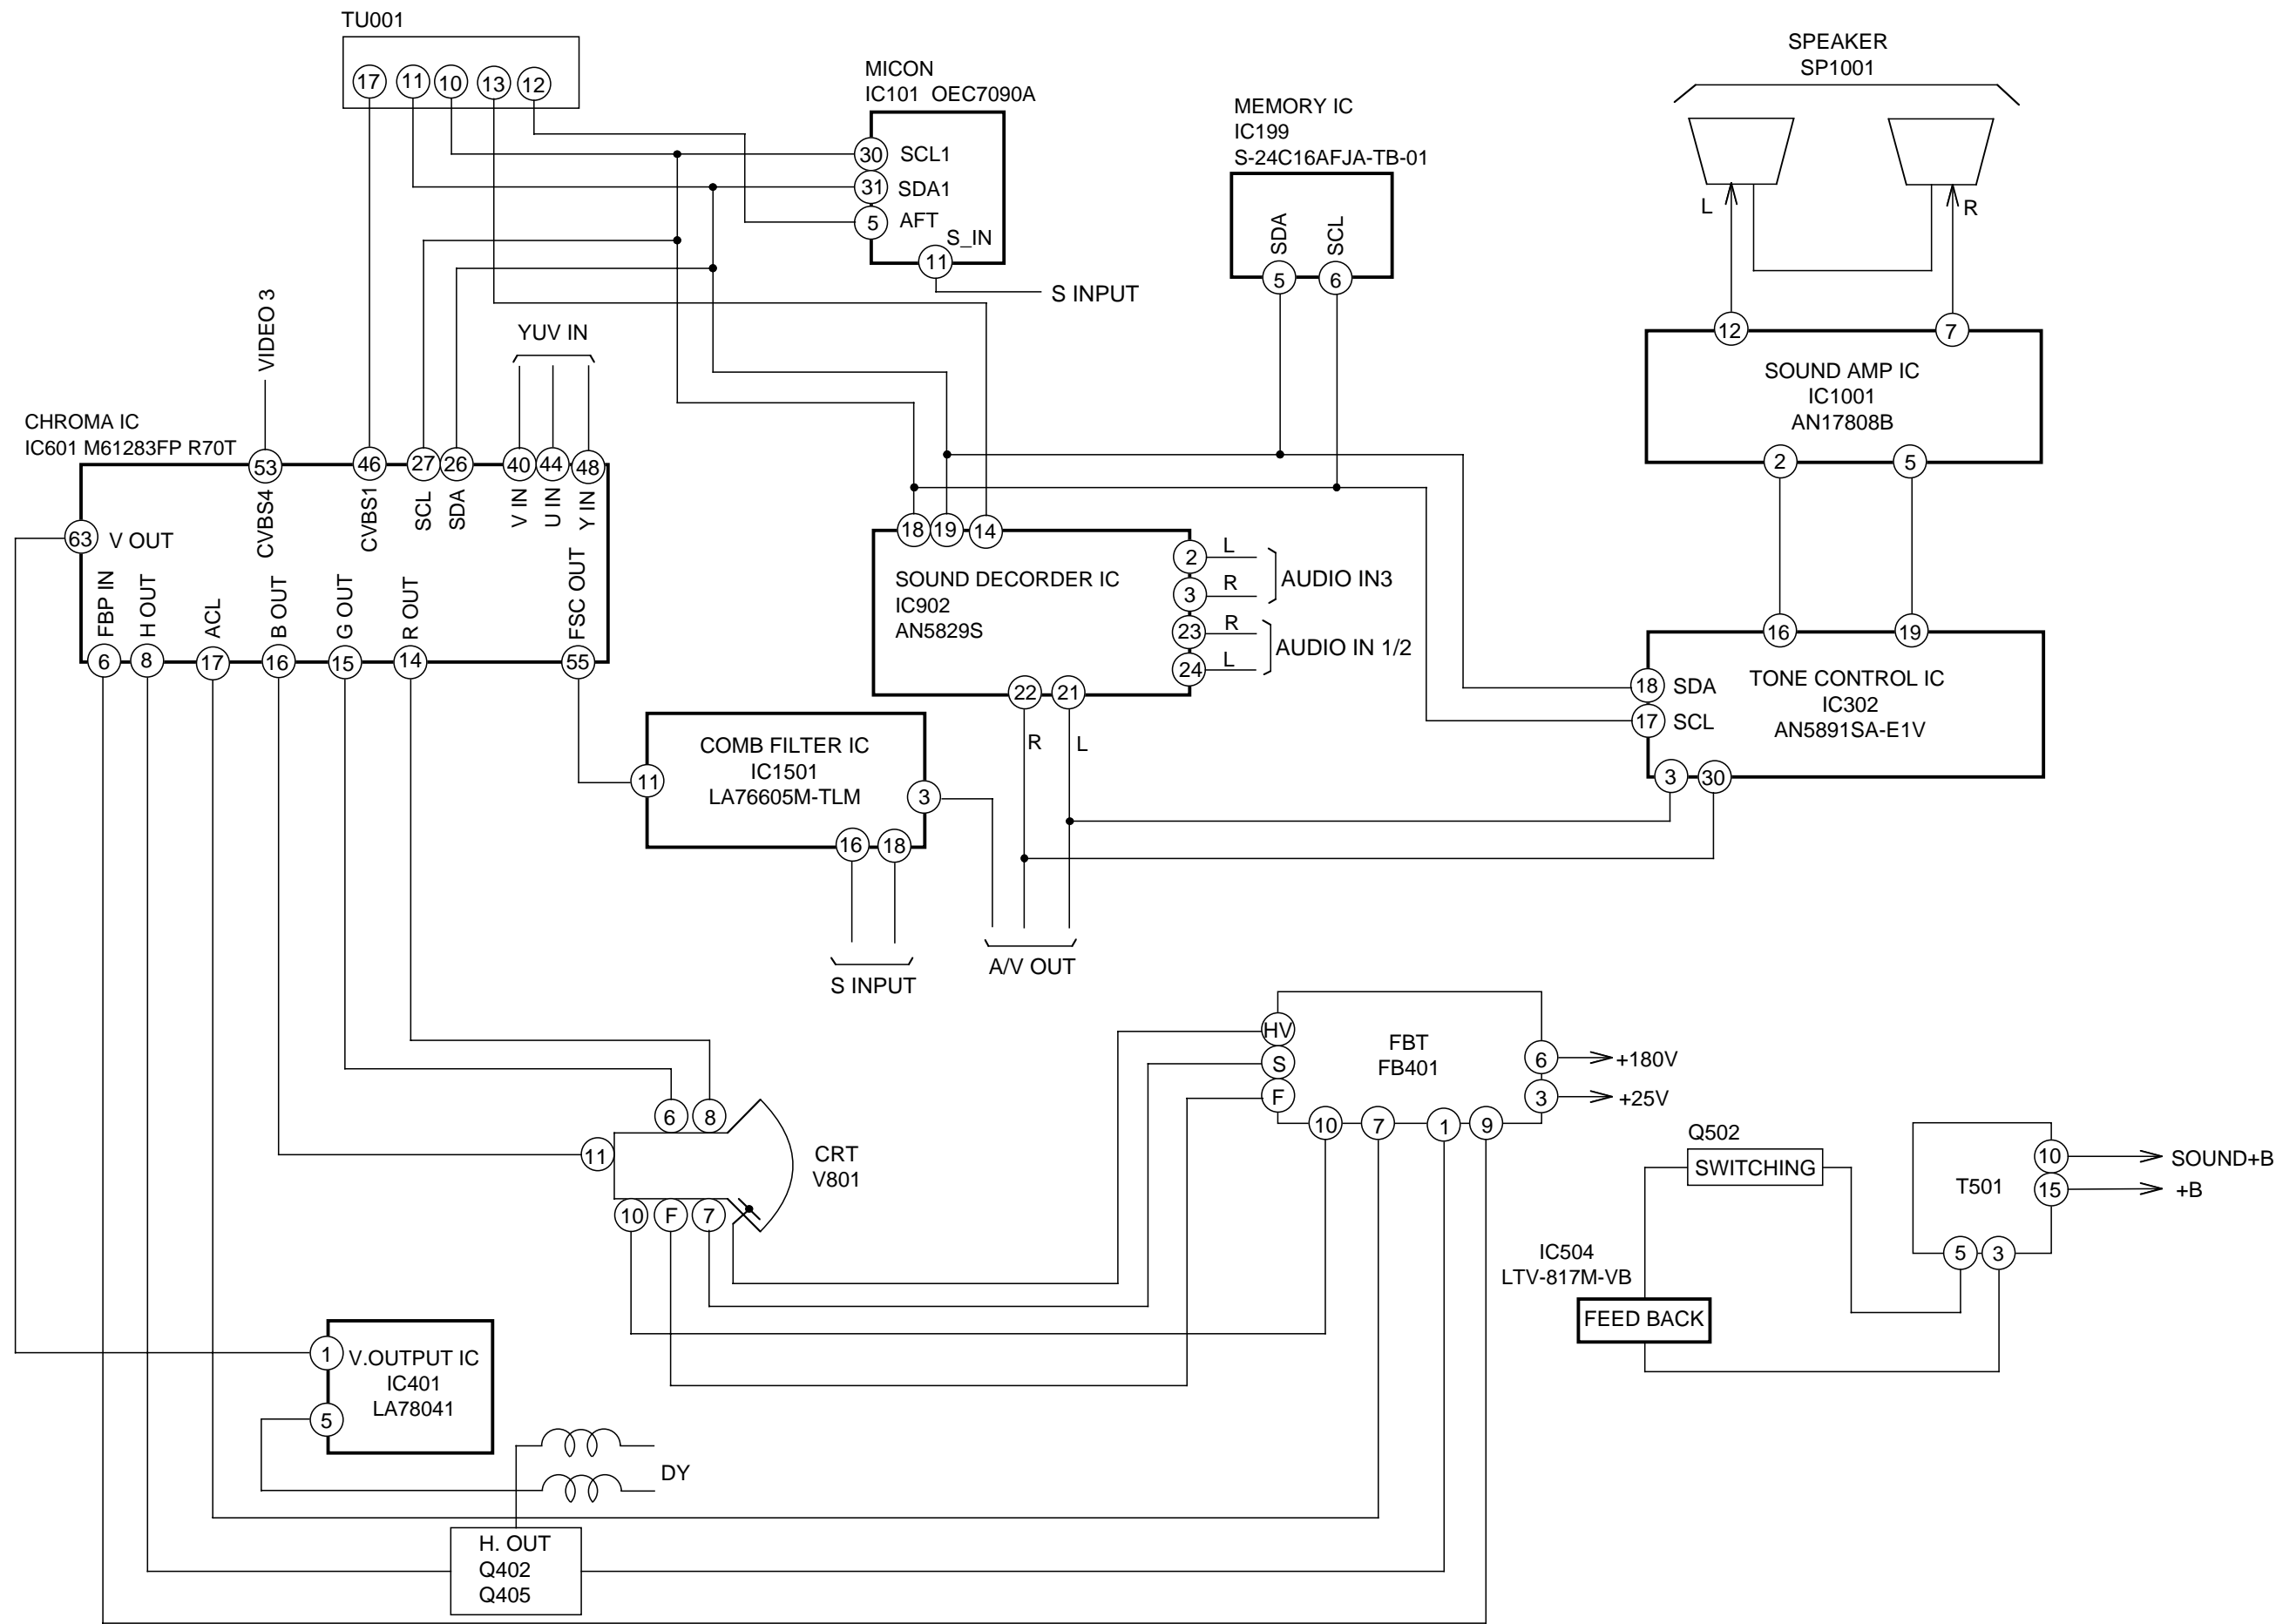 TU001
17 11 10 13 12
MICON
IC101 OEC7090A
30 SCL1
31 SDA1
5 AFT
S_IN
11
S INPUT
MEMORY IC
IC199
S-24C16AFJA-TB-01
SDA SCL
5 6
SPEAKER
SP1001
L R
12 7
SOUND AMP IC
IC1001
AN17808B
2 5
VIDEO 3
YUV IN
CHROMA IC
IC601 M61283FP R70T
53 46 27 26 40 44 48
CVBS4 CVBS1 SCL SDA V IN U IN Y IN
63 V OUT
FBP IN H OUT ACL B OUT G OUT R OUT FSC OUT
6 8 17 16 15 14 55
18 19 14
SOUND DECORDER IC
IC902
AN5829S
2 L
3 R
AUDIO IN3
23 R
24 L
AUDIO IN 1/2
22 21
R L
16 19
TONE CONTROL IC
IC302
AN5891SA-E1V
18 SDA
17 SCL
3 30
COMB FILTER IC
IC1501
LA76605M-TLM
11 3
16 18
S INPUT
A/V OUT
HV
S
F
FBT
FB401
6 +180V
3 +25V
10 7 1 9
6 8
11
CRT
V801
10 F 7
Q502
SWITCHING
T501
10 SOUND+B
15 +B
5 3
IC504
LTV-817M-VB
FEED BACK
1 V.OUTPUT IC
IC401
LA78041
5
DY
H. OUT
Q402
Q405